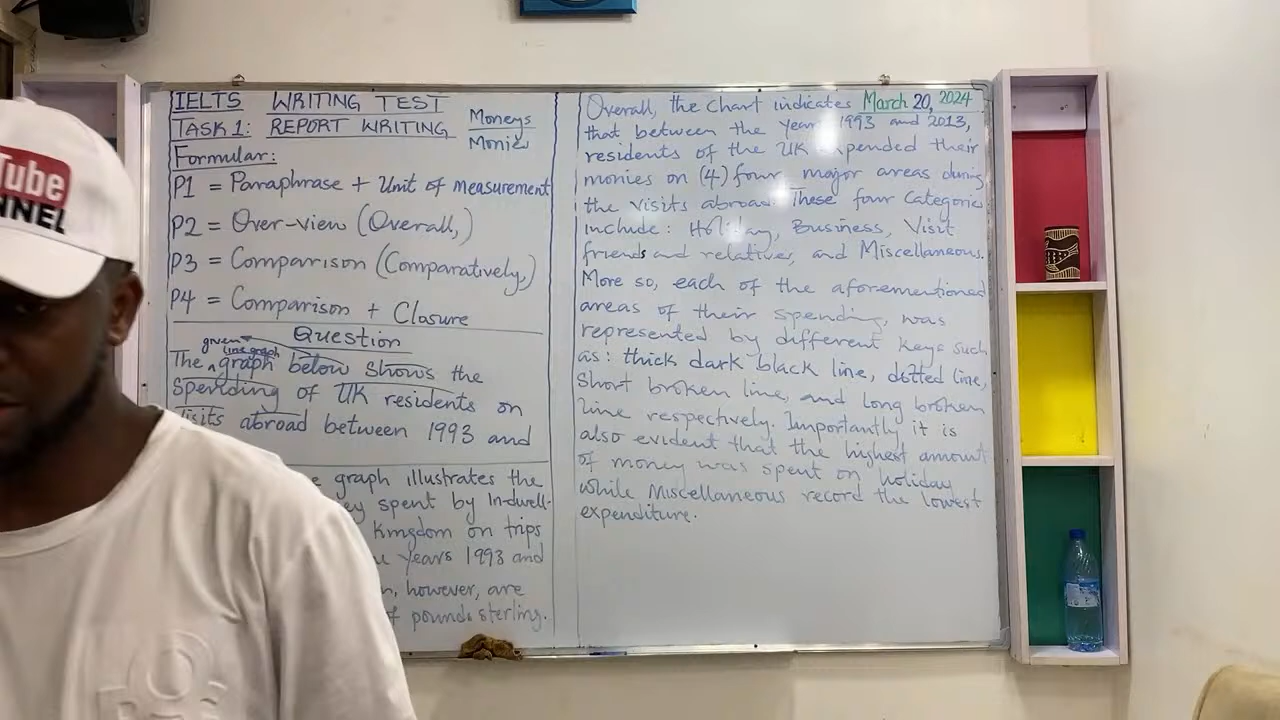 Tube
NNEL
IELTS WRITING TEST
TASK 1: REPORT WRITING
Moneys
Monies
Formular:
P1 = Paraphrase + Unit of measurement
P2 = Over-view (Overall,)
P3 = Comparison (Comparatively,)
P4 = Comparison + Closure
Question
given line graph
The graph below shows the
spending of UK residents on
visits abroad between 1993 and
graph illustrates the
spent by In-dwell-
Kingdom on trips
years 1993 and
however, are
pounds sterling.
March 20, 2024
Overall, the chart indicates
that between the year 1993 and 2013,
residents of the UK expended their
monies on (4) four major areas during
the visits abroad. These four Categories
include: Holiday, Business, Visit
friends and relatives, and Miscellaneous.
More so, each of the aforementioned
areas of their spending, was
represented by different keys such
as: thick dark black line, dotted line,
short broken line, and long broken
line respectively. Importantly it is
also evident that the highest amount
of money was spent on holiday
while Miscellaneous record the lowest
expenditure.